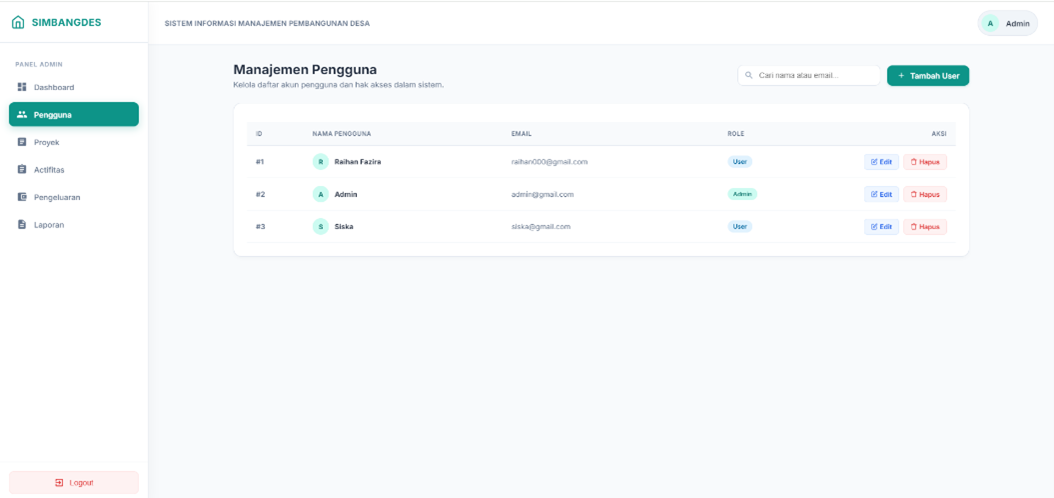 SIMBANGDES
SISTEM INFORMASI MANAJEMEN PEMBANGUNAN DESA
A Admin
PANEL ADMIN
Dashboard
Pengguna
Proyek
Actifitas
Pengeluaran
Laporan
Logout
Manajemen Pengguna
Kelola daftar akun pengguna dan hak akses dalam sistem.
Cari nama atau email...
+ Tambah User
ID NAMA PENGGUNA EMAIL ROLE AKSI
#1 R Raihan Fazira raihan000@gmail.com User Edit Hapus
#2 A Admin admin@gmail.com Admin Edit Hapus
#3 S Siska siska@gmail.com User Edit Hapus